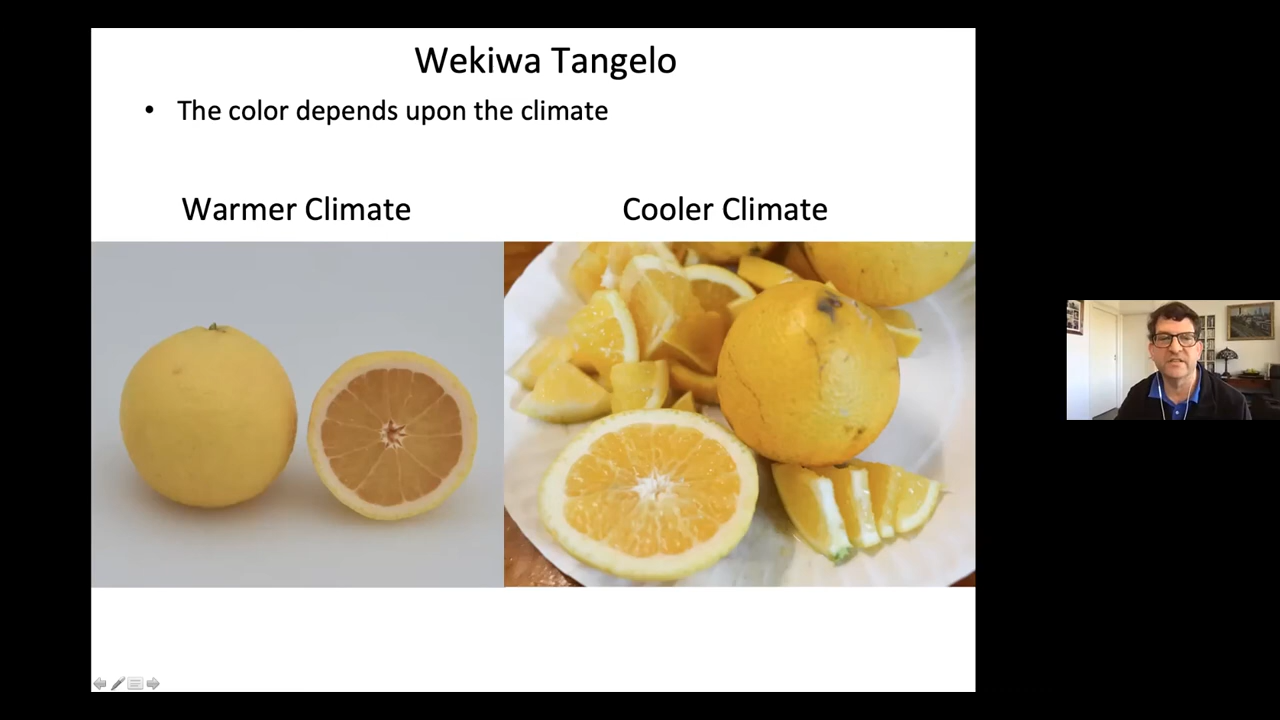 Wekiwa Tangelo
• The color depends upon the climate
Warmer Climate
Cooler Climate